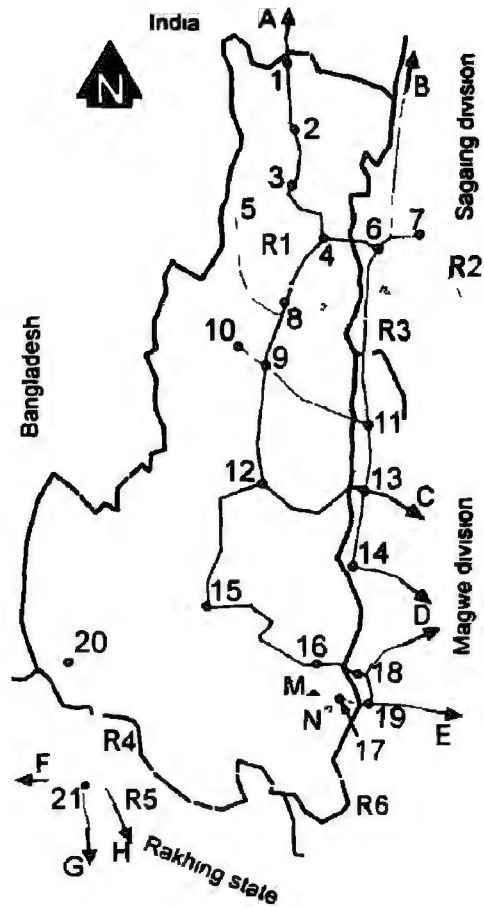 India
A
N
1
B
2
Sagaing division
3
5
7
6
R1
4
R2
8
R3
10
9
Bangladesh
11
12
13
C
14
Magwe division
15
D
20
16
18
M
N
19
17
E
R4
F
21
R5
R6
G
H
Rakhing state